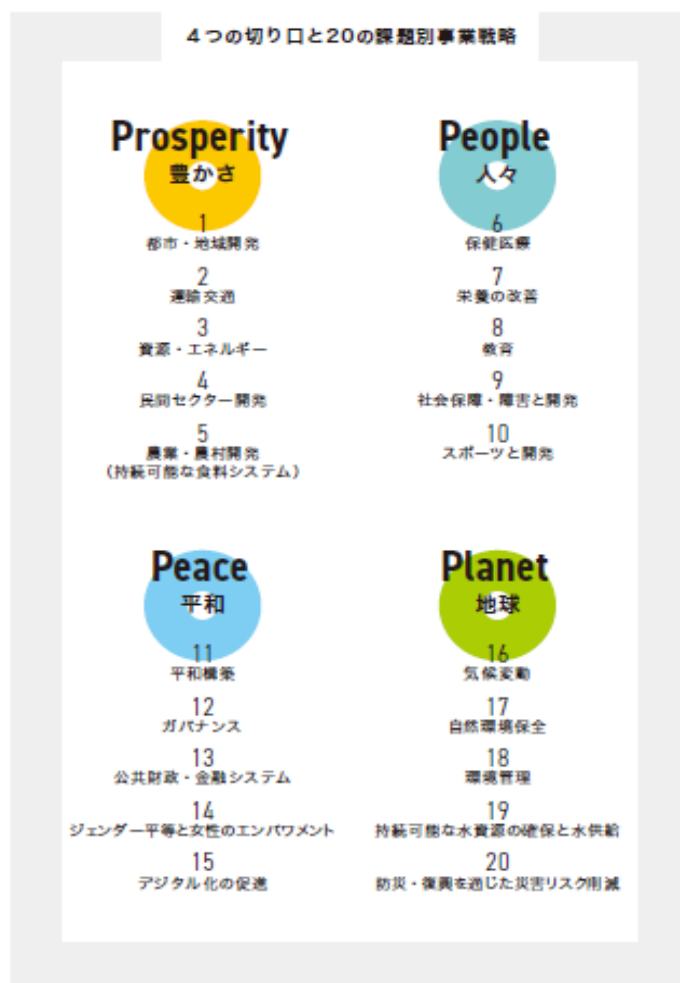 4つの切り口と20の課題別事業戦略
Prosperity
豊かさ
1
都市・地域開発
2
運輸交通
3
資源・エネルギー
4
民間セクター開発
5
農業・農村開発
(持続可能な食料システム)
People
人々
6
保健医療
7
栄養の改善
8
教育
9
社会保障・障害と開発
10
スポーツと開発
Peace
平和
11
平和構築
12
ガバナンス
13
公共財政・金融システム
14
ジェンダー平等と女性のエンパワメント
15
デジタル化の促進
Planet
地球
16
気候変動
17
自然環境保全
18
環境管理
19
持続可能な水資源の確保と水供給
20
防災・復興を通じた災害リスク削減